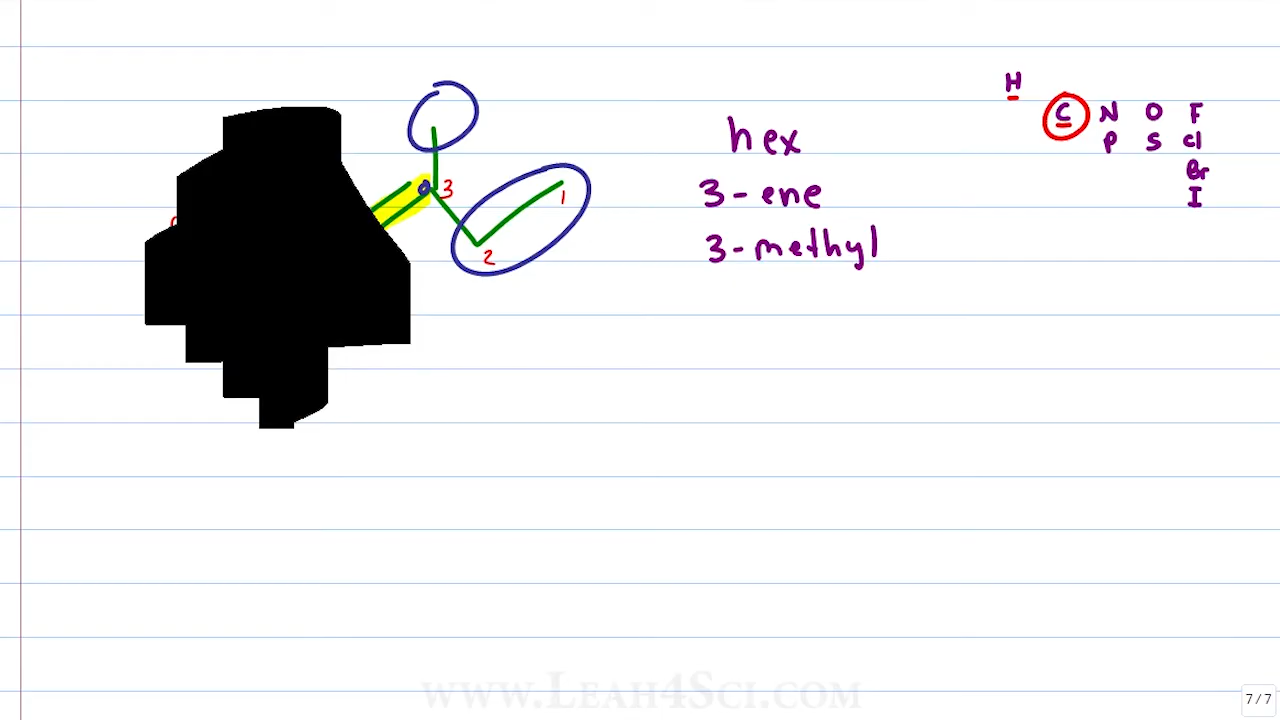 H
C N O F
P S Cl
Br
I
hex
3 1
3-ene
3-methyl
2
www.Leah4Sci.com
7/7